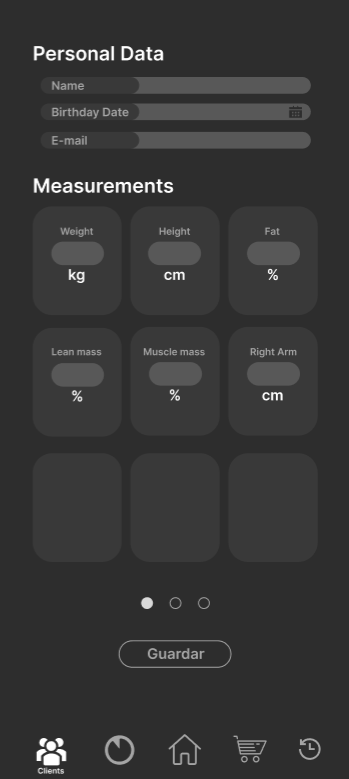 Personal Data
Name
Birthday Date
E-mail
Measurements
Weight Height Fat
kg cm %
Lean mass Muscle mass Right Arm
% % cm
Guardar
Clients